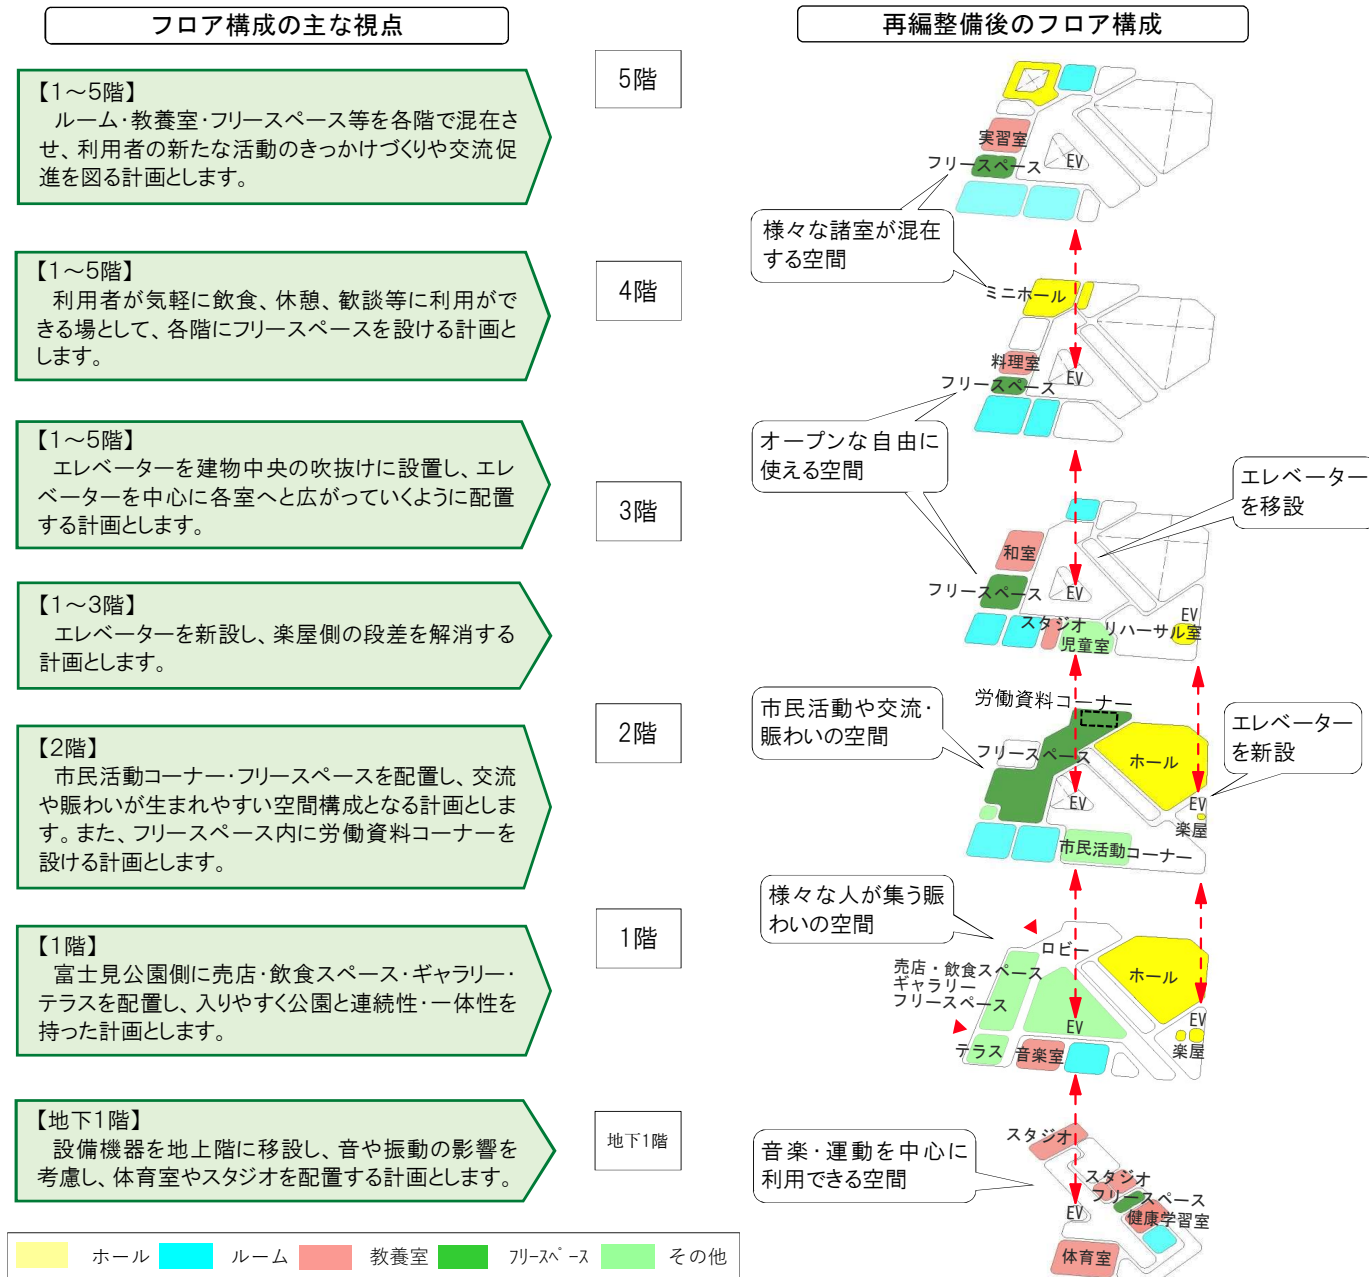 フロア構成の主な視点
【1～5階】
ルーム・教養室・フリースペース等を各階で混在さ
せ、利用者の新たな活動のきっかけづくりや交流促
進を図る計画とします。
【1～5階】
利用者が気軽に飲食、休憩、歓談等に利用がで
きる場として、各階にフリースペースを設ける計画と
します。
【1～5階】
エレベーターを建物中央の吹抜けに設置し、エレ
ベーターを中心に各室へと広がっていくように配置
する計画とします。
【1～3階】
エレベーターを新設し、楽屋側の段差を解消する
計画とします。
【2階】
市民活動コーナー・フリースペースを配置し、交流
や賑わいが生まれやすい空間構成となる計画としま
す。また、フリースペース内に労働資料コーナーを
設ける計画とします。
【1階】
富士見公園側に売店・飲食スペース・ギャラリー・
テラスを配置し、入りやすく公園と連続性・一体性を
持った計画とします。
【地下1階】
設備機器を地上階に移設し、音や振動の影響を
考慮し、体育室やスタジオを配置する計画とします。
再編整備後のフロア構成
5階
実習室
フリースペース
EV
様々な諸室が混在
する空間
4階
ミニホール
料理室
フリースペース
EV
オープンな自由に
使える空間
3階
エレベーター
を移設
和室
フリースペース
EV
スタジオ
児童室
リハーサル室
EV
2階
市民活動や交流・
賑わいの空間
労働資料コーナー
フリースペース
ホール
EV
EV
楽屋
市民活動コーナー
エレベーター
を新設
1階
様々な人が集う賑
わいの空間
ロビー
売店・飲食スペース
ギャラリー
フリースペース
ホール
EV
EV
楽屋
テラス
音楽室
地下1階
音楽・運動を中心に
利用できる空間
スタジオ
スタジオ
フリースペース
健康学習室
EV
体育室
ホール
ルーム
教養室
フリースペース
その他